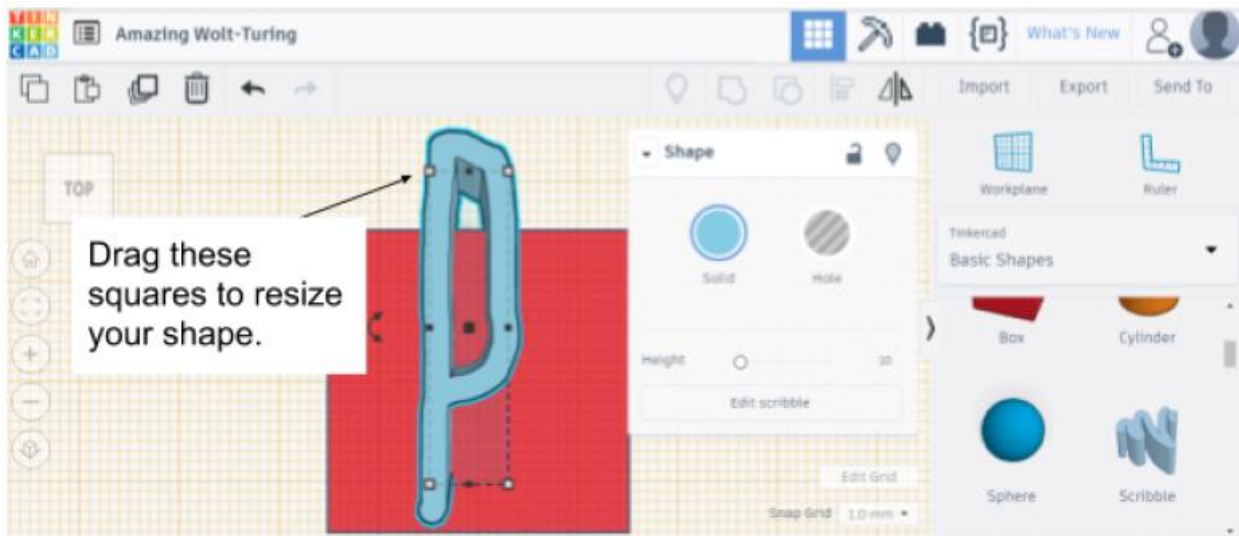 TIN
KER
CAD
Amazing Wolt-Turing
What's New
Import Export Send To
TOP
Shape
Workplane Ruler
Drag these
squares to resize
your shape.
Solid Hole
Tinkercad
Basic Shapes
Box Cylinder
Height 10
Edit scribble
Sphere Scribble
Edit Grid
Snap Grid 1.0 mm